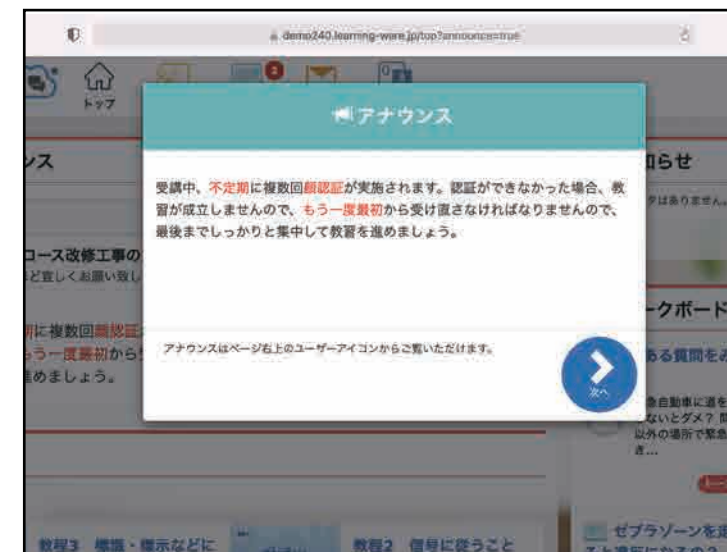 demo240.learning-ware.jp/top?announce=true
トップ
2
アナウンス
受講中、不定期に複数回顔認証が実施されます。認証ができなかった場合、教
習が成立しませんので、もう一度最初から受け直さなければなりませんので、
最後までしっかりと集中して教習を進めましょう。
アナウンスはページ右上のユーザーアイコンからご覧いただけます。
次へ
ンス
コース改修工事の
ほど宜しくお願い致し
に複数回顔認証
もう一度最初から
進めましょう。
知らせ
タはありません。
ークボード
ある質問をみ
急自動車に道を
ないとダメ？
以外の場所で緊急
き...
教程3 標識・標示などに
教程2 信号に従うこと
ゼブラゾーンを